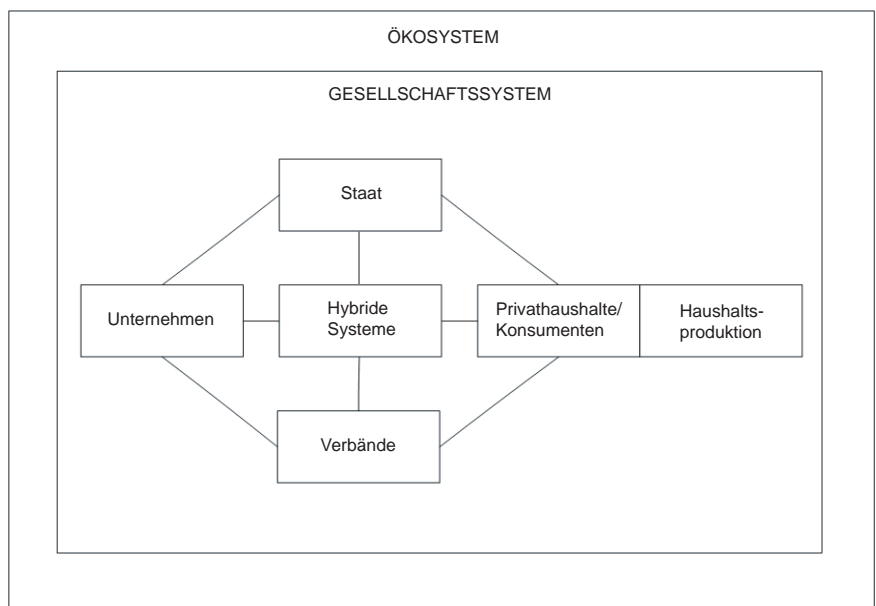 ÖKOSYSTEM
GESELLSCHAFTSSYSTEM
Staat
Unternehmen
Hybride
Systeme
Privathaushalte/
Konsumenten
Haushalts-
produktion
Verbände